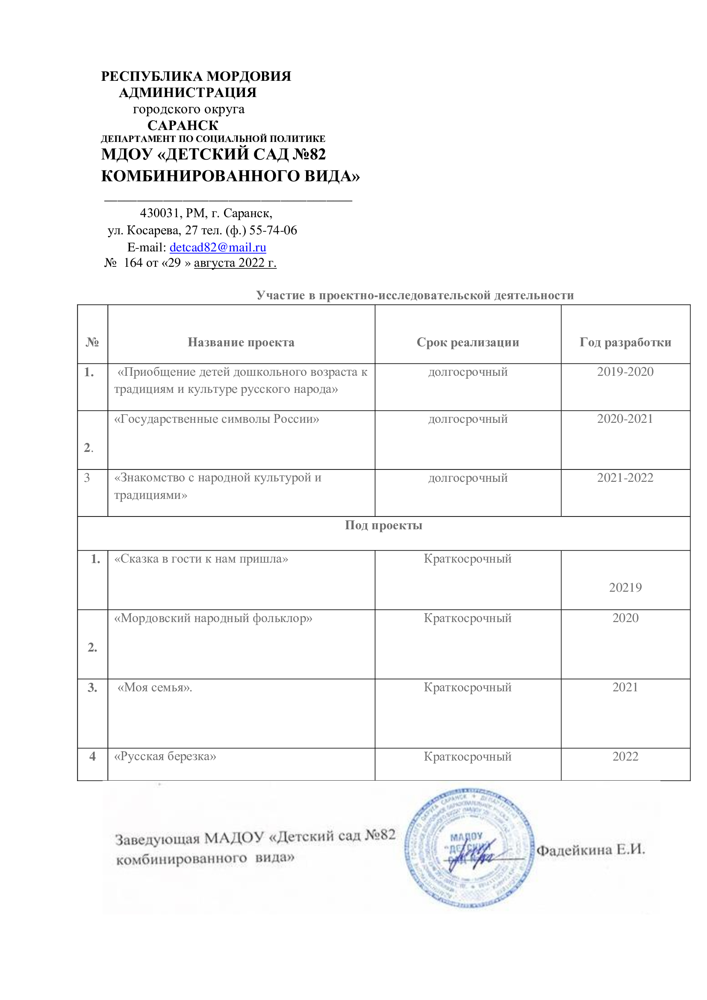 РЕСПУБЛИКА МОРДОВИЯ
АДМИНИСТРАЦИЯ
городского округа
САРАНСК
ДЕПАРТАМЕНТ ПО СОЦИАЛЬНОЙ ПОЛИТИКЕ
МДОУ «ДЕТСКИЙ САД №82
КОМБИНИРОВАННОГО ВИДА»
430031, РМ, г. Саранск,
ул. Косарева, 27 тел. (ф.) 55-74-06
E-mail: detcad82@mail.ru
№ 164 от «29 » августа 2022 г.
Участие в проектно-исследовательской деятельности
№ Название проекта Срок реализации Год разработки
1. «Приобщение детей дошкольного возраста к долгосрочный 2019-2020
традициям и культуре русского народа»
«Государственные символы России» долгосрочный 2020-2021
2.
3 «Знакомство с народной культурой и долгосрочный 2021-2022
традициями»
Под проекты
1. «Сказка в гости к нам пришла» Краткосрочный
20219
«Мордовский народный фольклор» Краткосрочный 2020
2.
3. «Моя семья». Краткосрочный 2021
4 «Русская березка» Краткосрочный 2022
Заведующая МАДОУ «Детский сад №82
комбинированного вида»
МАДОУ
"ДЕТСКИЙ
САД
Фадейкина Е.И.